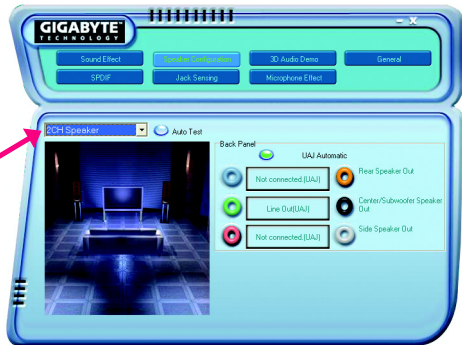 GIGABYTE™
TECHNOLOGY
Sound Effect
Speaker Configuration
3D Audio Demo
General
SPDIF
Jack Sensing
Microphone Effect
2CH Speaker
Auto Test
Back Panel
UAJ Automatic
Not connected.(UAJ)
Rear Speaker Out
Line Out(UAJ)
Center/Subwoofer Speaker
Out
Not connected.(UAJ)
Side Speaker Out